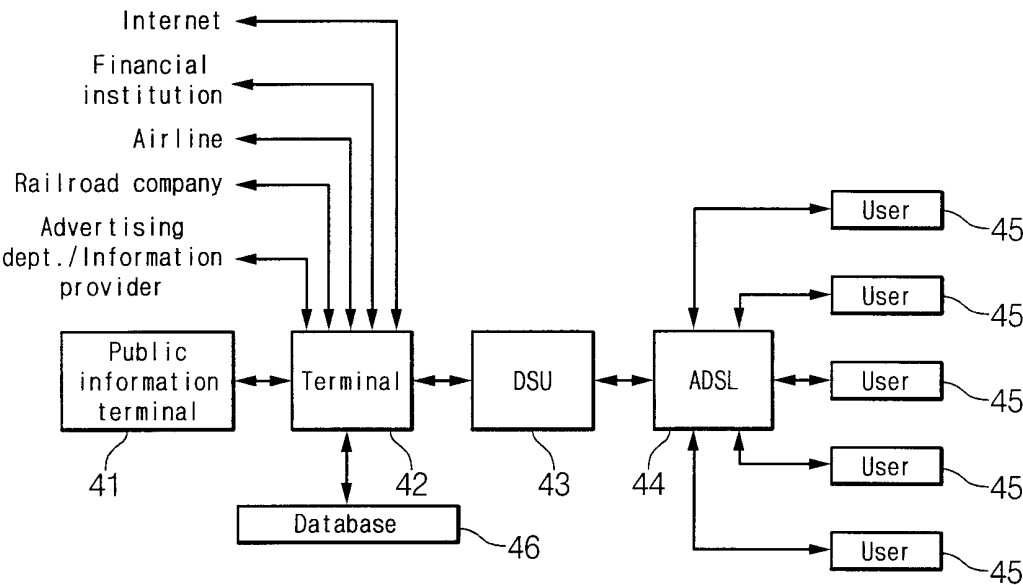 Internet
Financial
institution
Airline
Railroad company
Advertising
dept./Information
provider
Public
information
terminal
41
Terminal
42
DSU
43
ADSL
44
User
45
User
45
User
45
User
45
User
45
Database
46